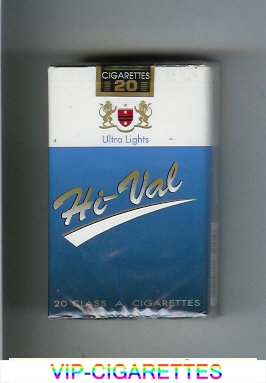 CIGARETTES
20
Ultra Lights
Hi-Val
20 CLASS A CIGARETTES
VIP-CIGARETTES